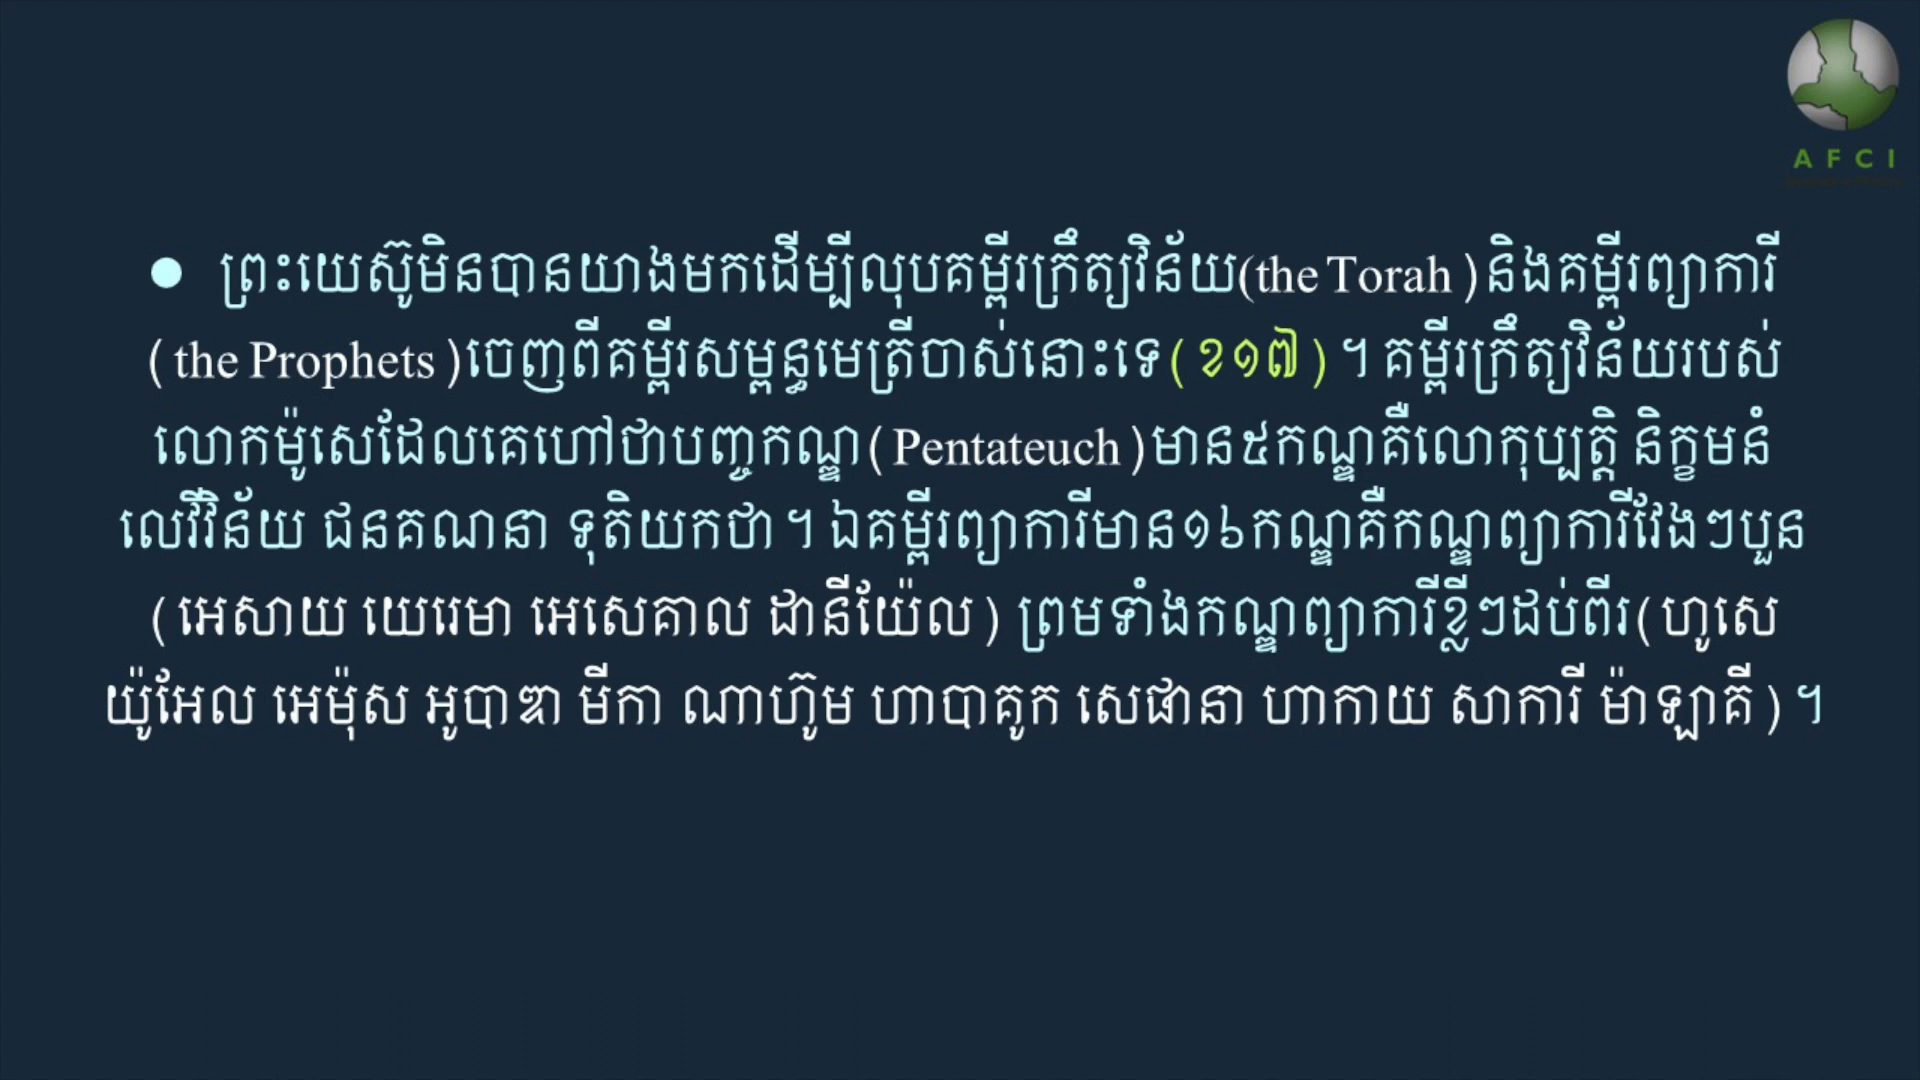 AFCI
● ព្រះយេស៊ូមិនបានយាងមកដើម្បីលុបគម្ពីរក្រឹត្យវិន័យ(the Torah )និងគម្ពីរព្យាការី
( the Prophets )ចេញពីគម្ពីរសម្ពន្ធមេត្រីចាស់នោះទេ( ខ១៧ ) ។ គម្ពីរក្រឹត្យវិន័យរបស់
លោកម៉ូសេដែលគេហៅថាបញ្ចកណ្ឌ( Pentateuch )មាន៥កណ្ឌគឺលោកុប្បត្តិ និក្ខមនំ
លេវីវិន័យ ជនគណនា ទុតិយកថា ។ ឯគម្ពីរព្យាការីមាន១៦កណ្ឌគឺកណ្ឌព្យាការីវែងៗបួន
( អេសាយ យេរេមា អេសេគាល ដានីយ៉ែល ) ព្រមទាំងកណ្ឌព្យាការីខ្លីៗដប់ពីរ( ហូសេ
យ៉ូអែល អេម៉ុស អូបាឌា មីកា ណាហ៊ូម ហាបាគូក សេផានា ហាកាយ សាការី ម៉ាឡាគី ) ។